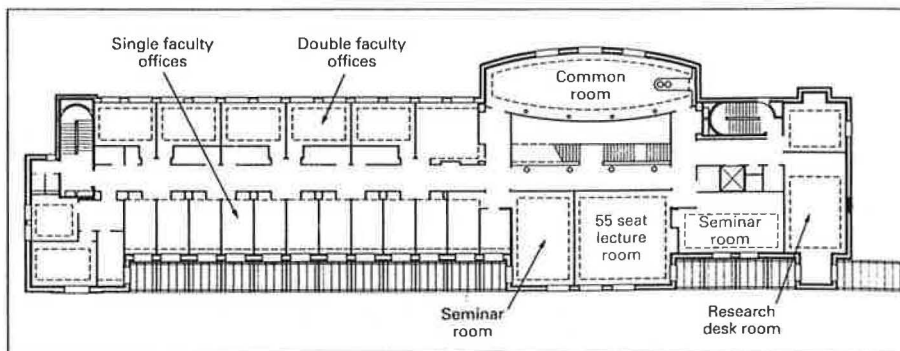 Single faculty
offices
Double faculty
offices
Common
room
55 seat
lecture
room
Seminar
room
Seminar
room
Research
desk room